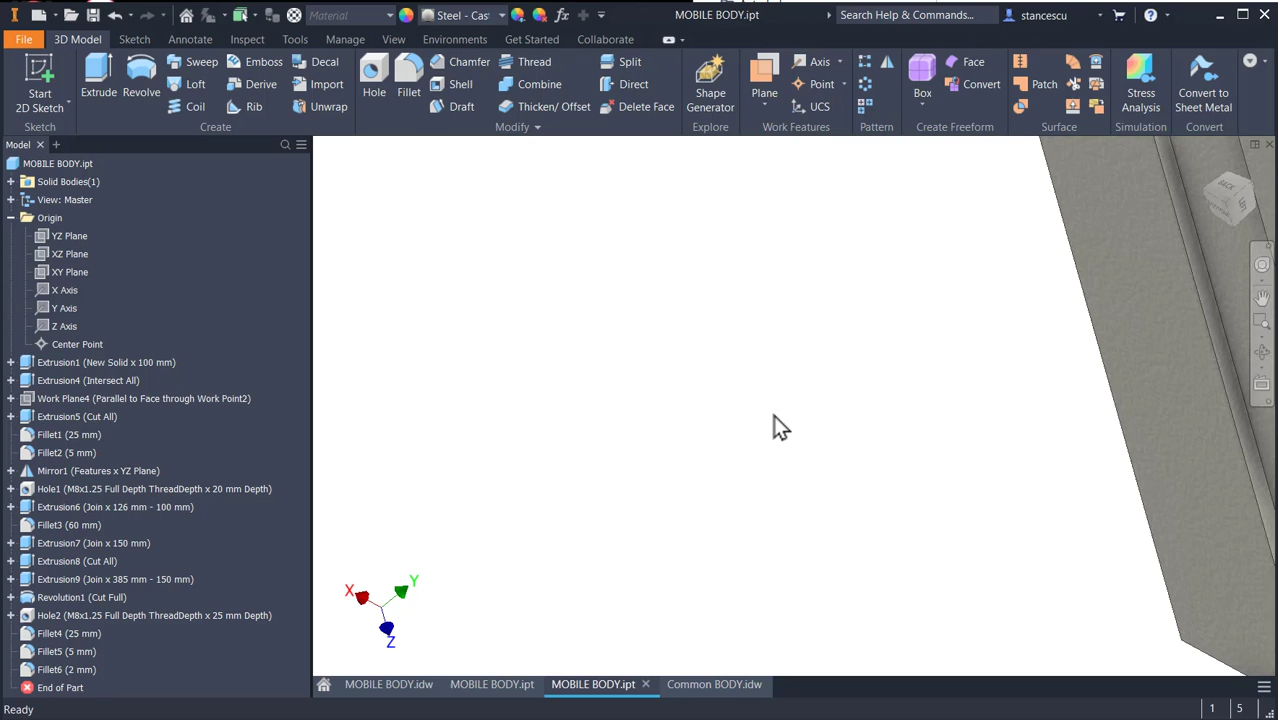 Material
Steel - Cast
MOBILE BODY.ipt
Search Help & Commands...
stancescu
File
3D Model
Sketch
Annotate
Inspect
Tools
Manage
View
Environments
Get Started
Collaborate
Start
2D Sketch
Extrude
Revolve
Sweep
Loft
Coil
Emboss
Derive
Rib
Decal
Import
Unwrap
Hole
Fillet
Chamfer
Shell
Draft
Thread
Combine
Thicken/ Offset
Split
Direct
Delete Face
Shape
Generator
Plane
Axis
Point
UCS
Box
Face
Convert
Patch
Stress
Analysis
Convert to
Sheet Metal
Sketch
Create
Modify
Explore
Work Features
Pattern
Create Freeform
Surface
Simulation
Convert
Model
MOBILE BODY.ipt
Solid Bodies(1)
View: Master
Origin
YZ Plane
XZ Plane
XY Plane
X Axis
Y Axis
Z Axis
Center Point
Extrusion1 (New Solid x 100 mm)
Extrusion4 (Intersect All)
Work Plane4 (Parallel to Face through Work Point2)
Extrusion5 (Cut All)
Fillet1 (25 mm)
Fillet2 (5 mm)
Mirror1 (Features x YZ Plane)
Hole1 (M8x1.25 Full Depth ThreadDepth x 20 mm Depth)
Extrusion6 (Join x 126 mm - 100 mm)
Fillet3 (60 mm)
Extrusion7 (Join x 150 mm)
Extrusion8 (Cut All)
Extrusion9 (Join x 385 mm - 150 mm)
Revolution1 (Cut Full)
Hole2 (M8x1.25 Full Depth ThreadDepth x 25 mm Depth)
Fillet4 (25 mm)
Fillet5 (5 mm)
Fillet6 (2 mm)
End of Part
BACK
X
Y
Z
MOBILE BODY.idw
MOBILE BODY.ipt
MOBILE BODY.ipt
Common BODY.idw
Ready
1
5